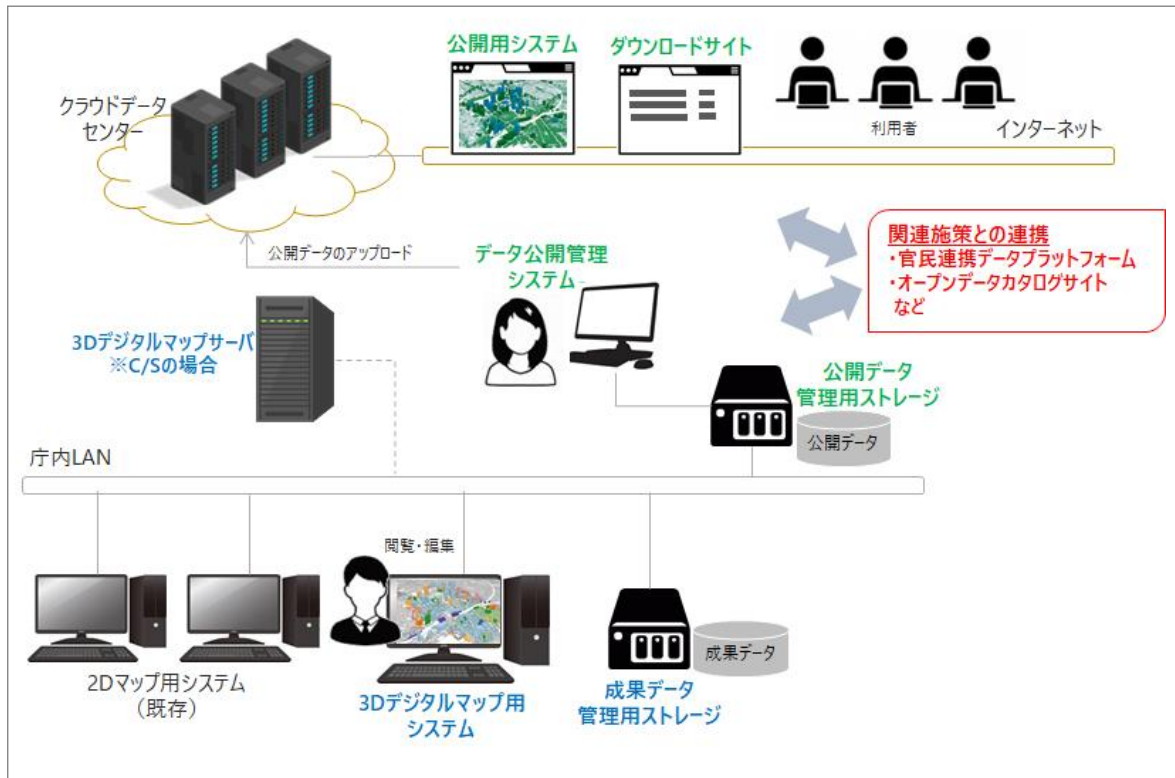 公開用システム
ダウンロードサイト
クラウドデータ
センター
利用者
インターネット
公開データのアップロード
データ公開管理
システム
関連施策との連携
・官民連携データプラットフォーム
・オープンデータカタログサイト
など
3Dデジタルマップサーバ
※C/Sの場合
公開データ
管理用ストレージ
公開データ
庁内LAN
閲覧・編集
2Dマップ用システム
(既存)
3Dデジタルマップ用
システム
成果データ
管理用ストレージ
成果データ